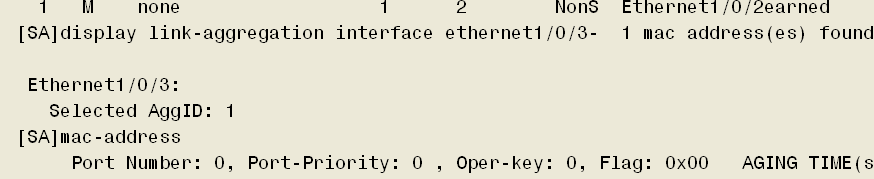 1 M none 1 2 NonS Ethernet1/0/2earned
[SA]display link-aggregation interface ethernet1/0/3- 1 mac address(es) found
Ethernet1/0/3:
Selected AggID: 1
[SA]mac-address
Port Number: 0, Port-Priority: 0 , Oper-key: 0, Flag: 0x00 AGING TIME(s